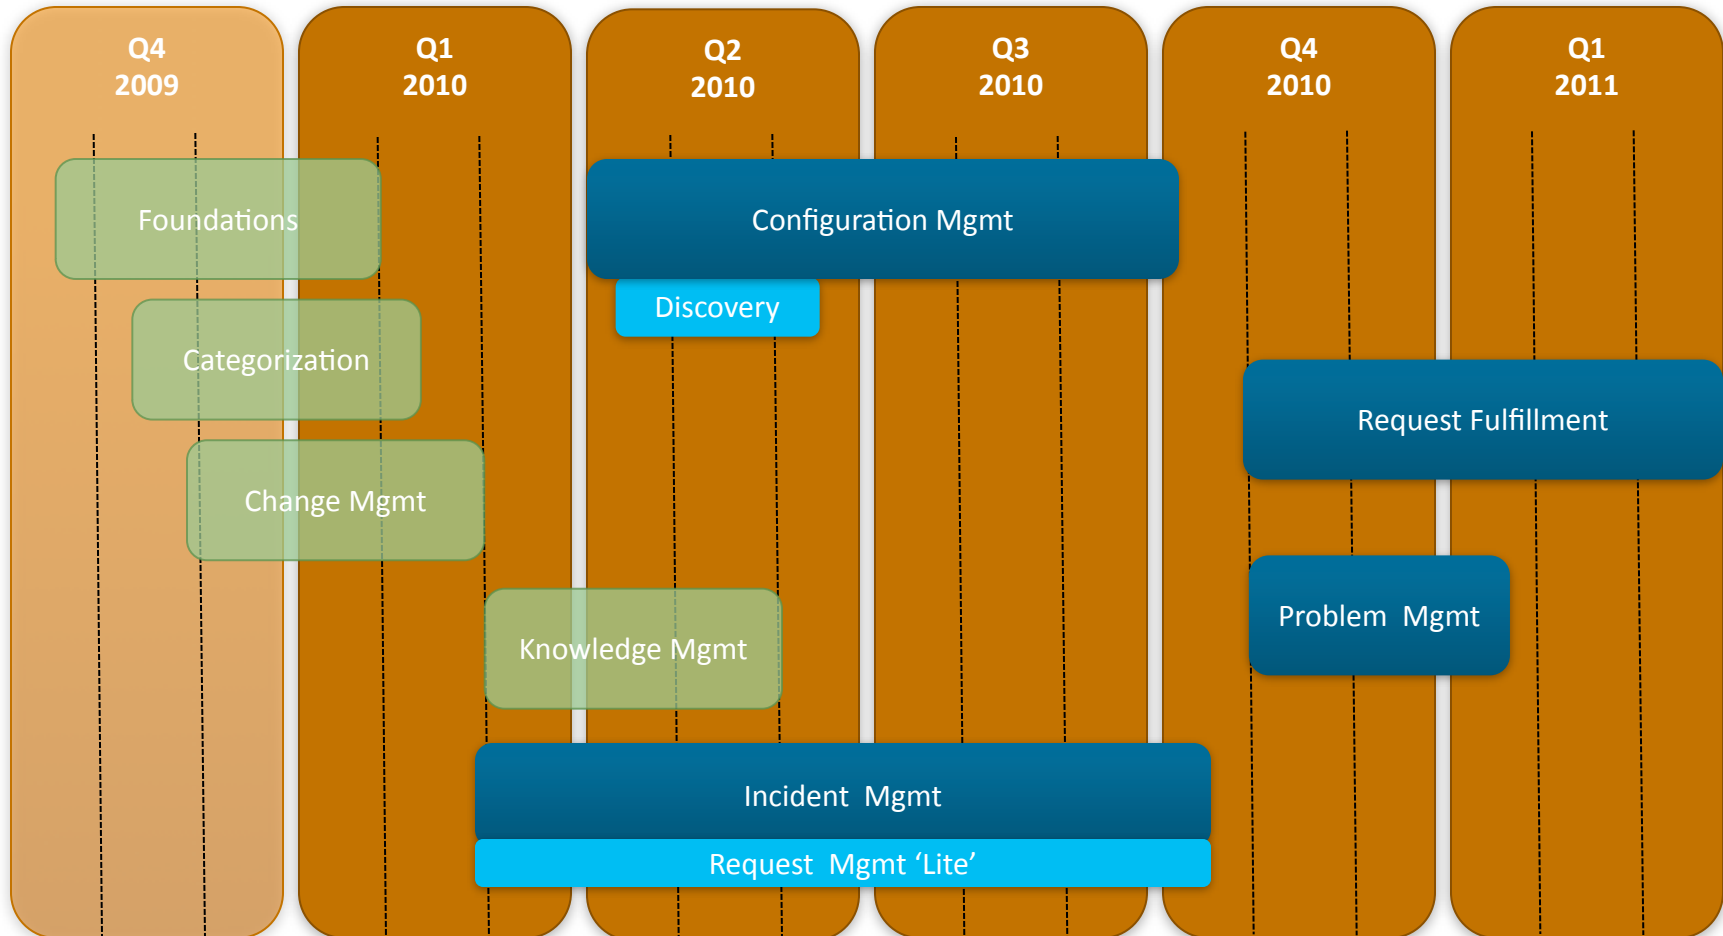 Q4
2009
Q1
2010
Q2
2010
Q3
2010
Q4
2010
Q1
2011
Foundations
Configuration Mgmt
Discovery
Categorization
Request Fulfillment
Change Mgmt
Problem  Mgmt
Knowledge Mgmt
Incident  Mgmt
Request  Mgmt ‘Lite’